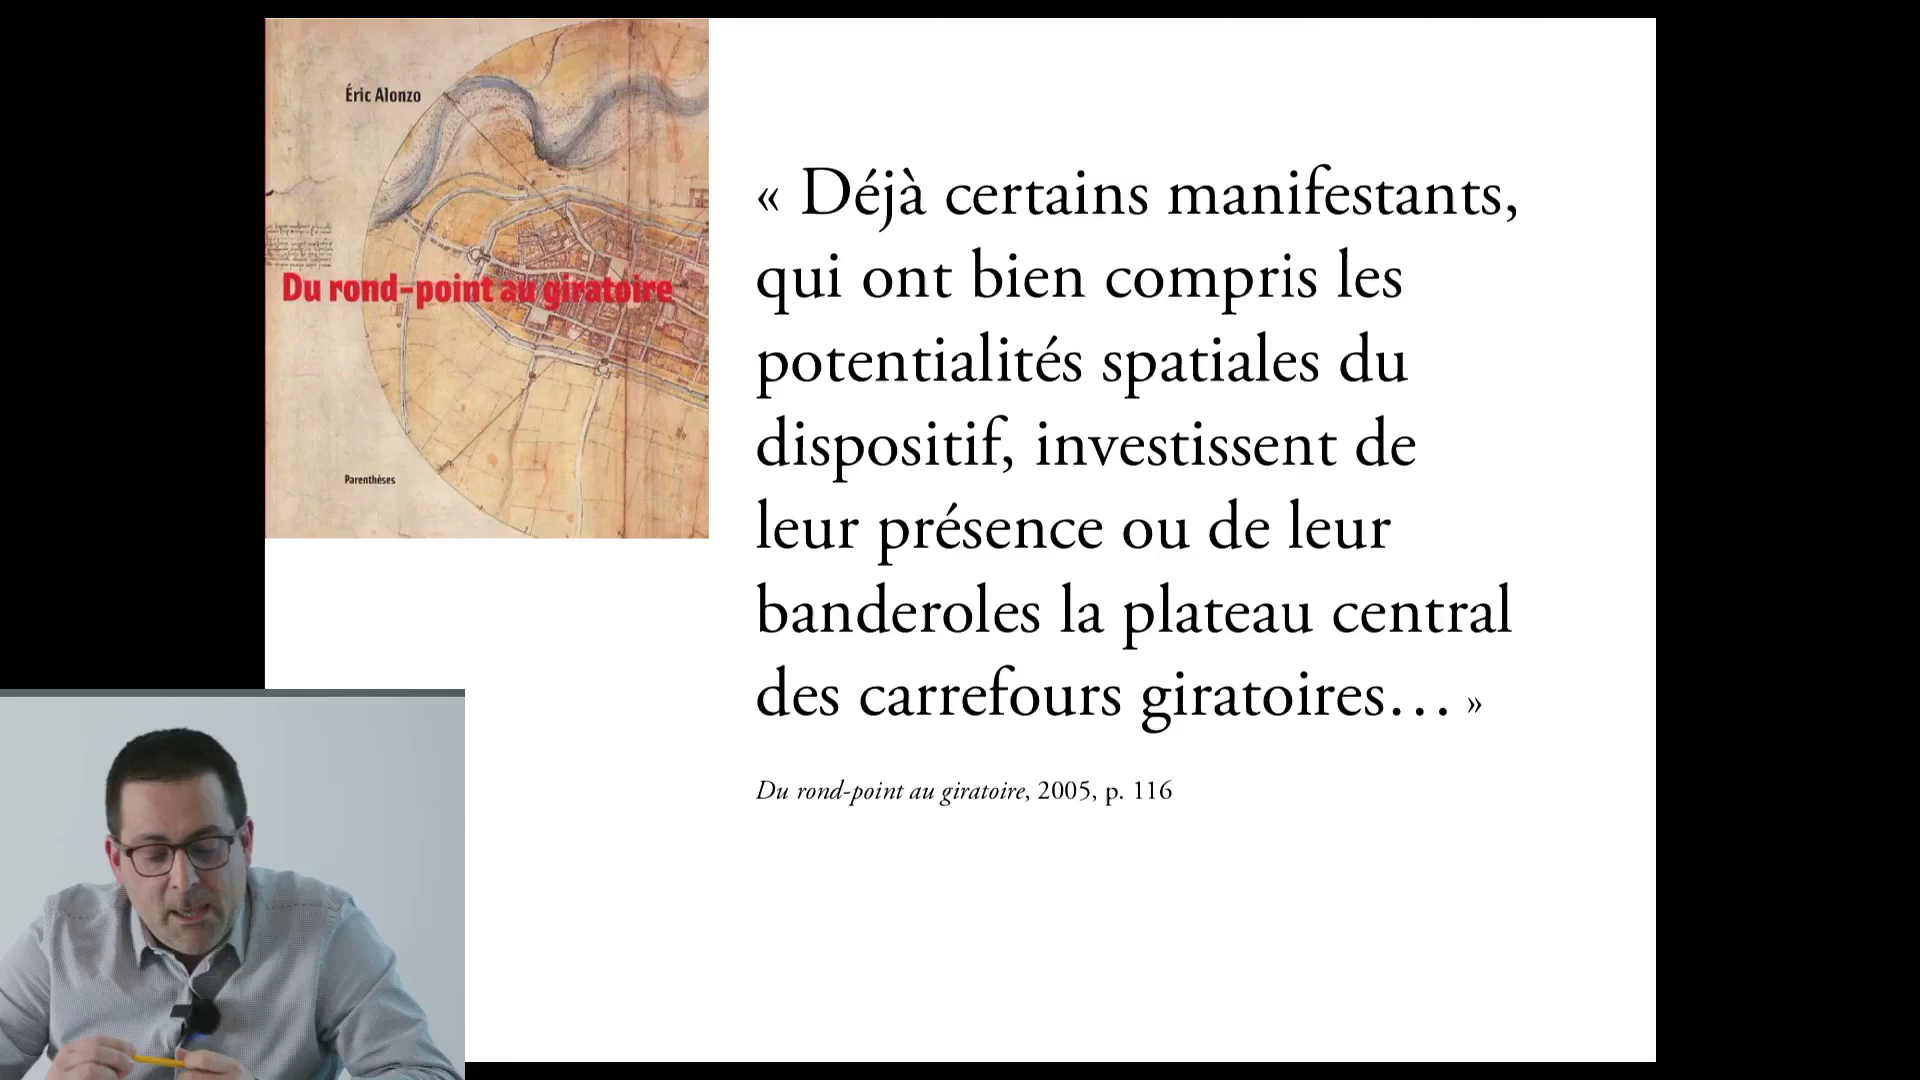 Éric Alonzo
Du rond-point au giratoire
Parenthèses
« Déjà certains manifestants,
qui ont bien compris les
potentialités spatiales du
dispositif, investissent de
leur présence ou de leur
banderoles la plateau central
des carrefours giratoires… »
Du rond-point au giratoire, 2005, p. 116